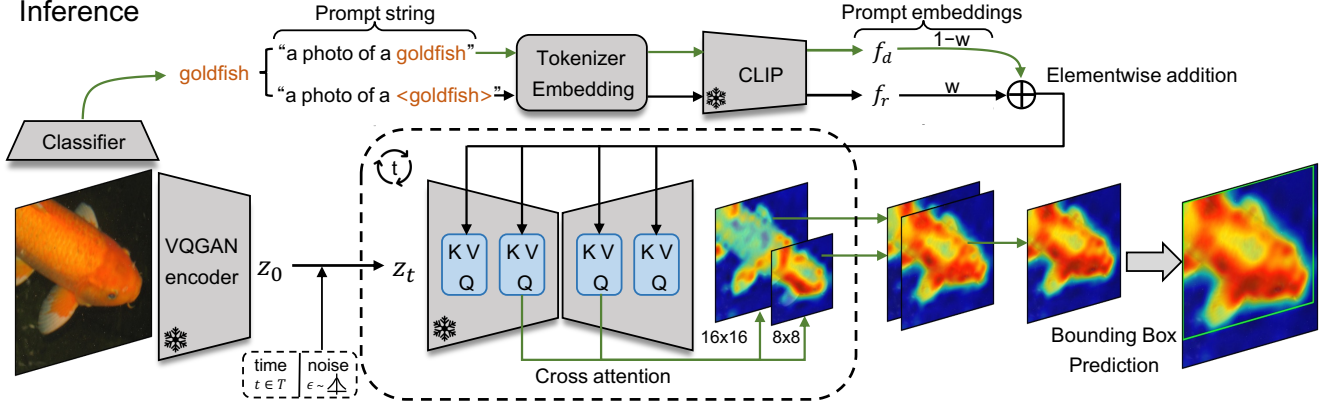 Inference
Prompt string
Prompt embeddings
goldfish
“a photo of a goldfish”
“a photo of a <goldfish>”
Tokenizer
Embedding
CLIP
f_d
1−w
f_r
w
Elementwise addition
Classifier
t
VQGAN
encoder
z_0
z_t
K V
Q
K V
Q
K V
Q
K V
Q
16x16
8x8
Cross attention
time
t ∈ T
noise
ϵ ~
Bounding Box
Prediction